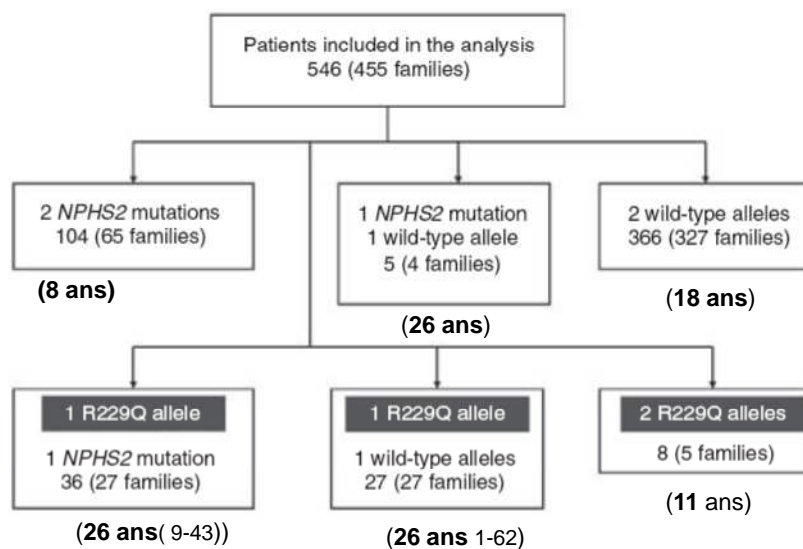 Patients included in the analysis
546 (455 families)
2 NPHS2 mutations
104 (65 families)
(8 ans)
1 NPHS2 mutation
1 wild-type allele
5 (4 families)
(26 ans)
2 wild-type alleles
366 (327 families)
(18 ans)
1 R229Q allele
1 NPHS2 mutation
36 (27 families)
(26 ans( 9-43))
1 R229Q allele
1 wild-type alleles
27 (27 families)
(26 ans 1-62)
2 R229Q alleles
8 (5 families)
(11 ans)